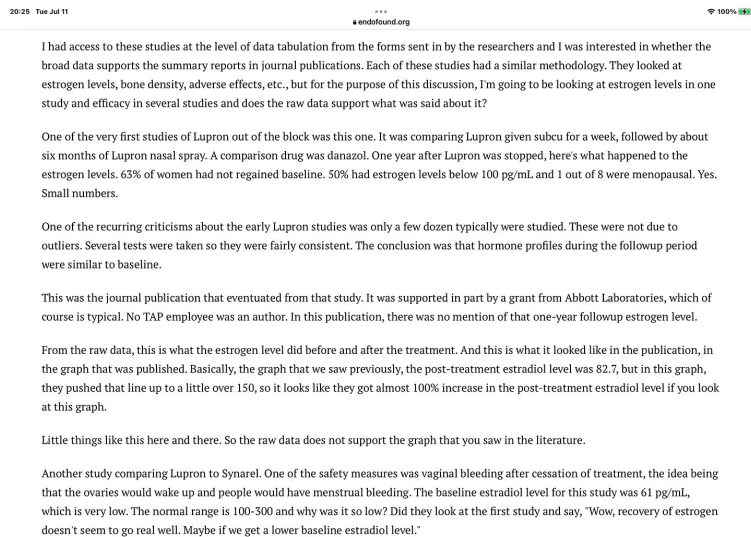 20:25 Tue Jul 11
100%
endofound.org
I had access to these studies at the level of data tabulation from the forms sent in by the researchers and I was interested in whether the
broad data supports the summary reports in journal publications. Each of these studies had a similar methodology. They looked at
estrogen levels, bone density, adverse effects, etc., but for the purpose of this discussion, I'm going to be looking at estrogen levels in one
study and efficacy in several studies and does the raw data support what was said about it?
One of the very first studies of Lupron out of the block was this one. It was comparing Lupron given subcu for a week, followed by about
six months of Lupron nasal spray. A comparison drug was danazol. One year after Lupron was stopped, here's what happened to the
estrogen levels. 63% of women had not regained baseline. 50% had estrogen levels below 100 pg/mL and 1 out of 8 were menopausal. Yes.
Small numbers.
One of the recurring criticisms about the early Lupron studies was only a few dozen typically were studied. These were not due to
outliers. Several tests were taken so they were fairly consistent. The conclusion was that hormone profiles during the followup period
were similar to baseline.
This was the journal publication that eventuated from that study. It was supported in part by a grant from Abbott Laboratories, which of
course is typical. No TAP employee was an author. In this publication, there was no mention of that one-year followup estrogen level.
From the raw data, this is what the estrogen level did before and after the treatment. And this is what it looked like in the publication, in
the graph that was published. Basically, the graph that we saw previously, the post-treatment estradiol level was 82.7, but in this graph,
they pushed that line up to a little over 150, so it looks like they got almost 100% increase in the post-treatment estradiol level if you look
at this graph.
Little things like this here and there. So the raw data does not support the graph that you saw in the literature.
Another study comparing Lupron to Synarel. One of the safety measures was vaginal bleeding after cessation of treatment, the idea being
that the ovaries would wake up and people would have menstrual bleeding. The baseline estradiol level for this study was 61 pg/mL,
which is very low. The normal range is 100-300 and why was it so low? Did they look at the first study and say, "Wow, recovery of estrogen
doesn't seem to go real well. Maybe if we get a lower baseline estradiol level."